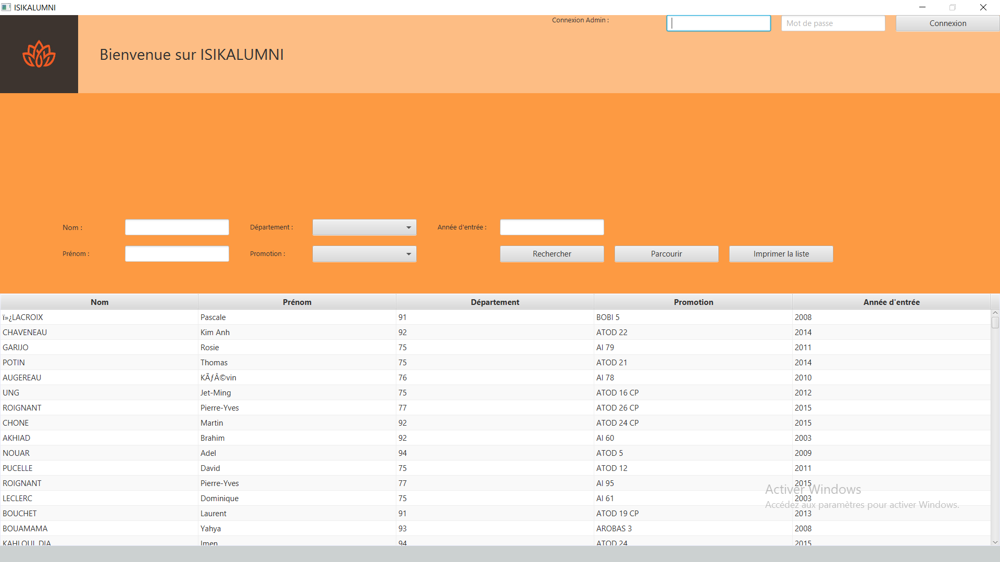 ISIKALUMNI
Connexion Admin :
Mot de passe
Connexion
Bienvenue sur ISIKALUMNI
Nom :
Département :
Année d'entrée :
Prénom :
Promotion :
Rechercher
Parcourir
Imprimer la liste
Nom Prénom Département Promotion Année d'entrée
ï»¿LACROIX Pascale 91 BOBI 5 2008
CHAVENEAU Kim Anh 92 ATOD 22 2014
GARIJO Rosie 75 AI 79 2011
POTIN Thomas 75 ATOD 21 2014
AUGEREAU KÃƒÂ©vin 76 AI 78 2010
UNG Jet-Ming 75 ATOD 16 CP 2012
ROIGNANT Pierre-Yves 77 ATOD 26 CP 2015
CHONE Martin 92 ATOD 24 CP 2015
AKHIAD Brahim 92 AI 60 2003
NOUAR Adel 94 ATOD 5 2009
PUCELLE David 75 ATOD 12 2011
ROIGNANT Pierre-Yves 77 AI 95 2015
LECLERC Dominique 75 AI 61 2003
BOUCHET Laurent 91 ATOD 19 CP 2013
BOUAMAMA Yahya 93 AROBAS 3 2008
KAHLOUL DIA Imen 94 ATOD 24 2015
Activer Windows
Accédez aux paramètres pour activer Windows.